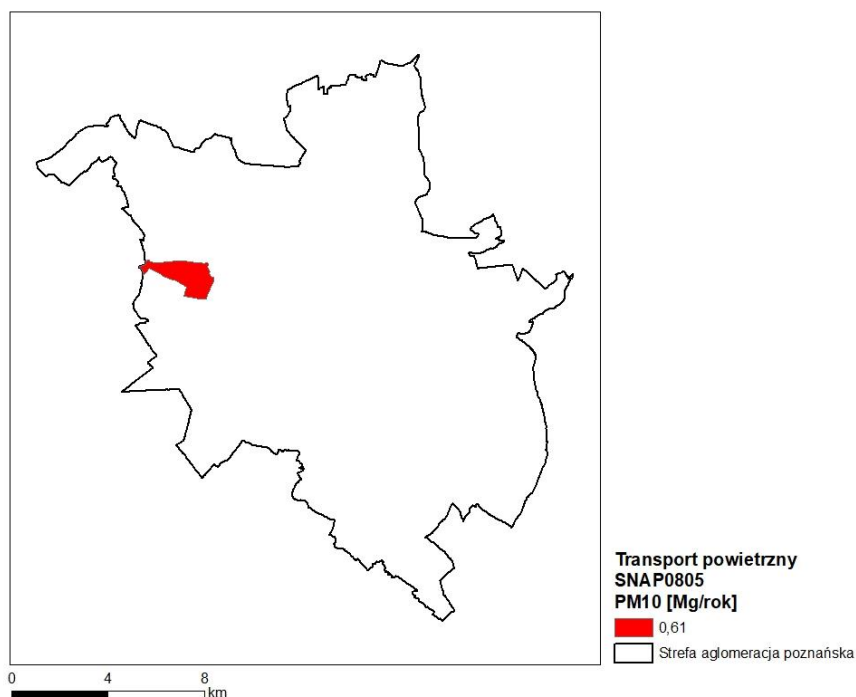 Transport powietrzny
SNAP0805
PM10 [Mg/rok]
0,61
Strefa aglomeracja poznańska
0 4 8
km